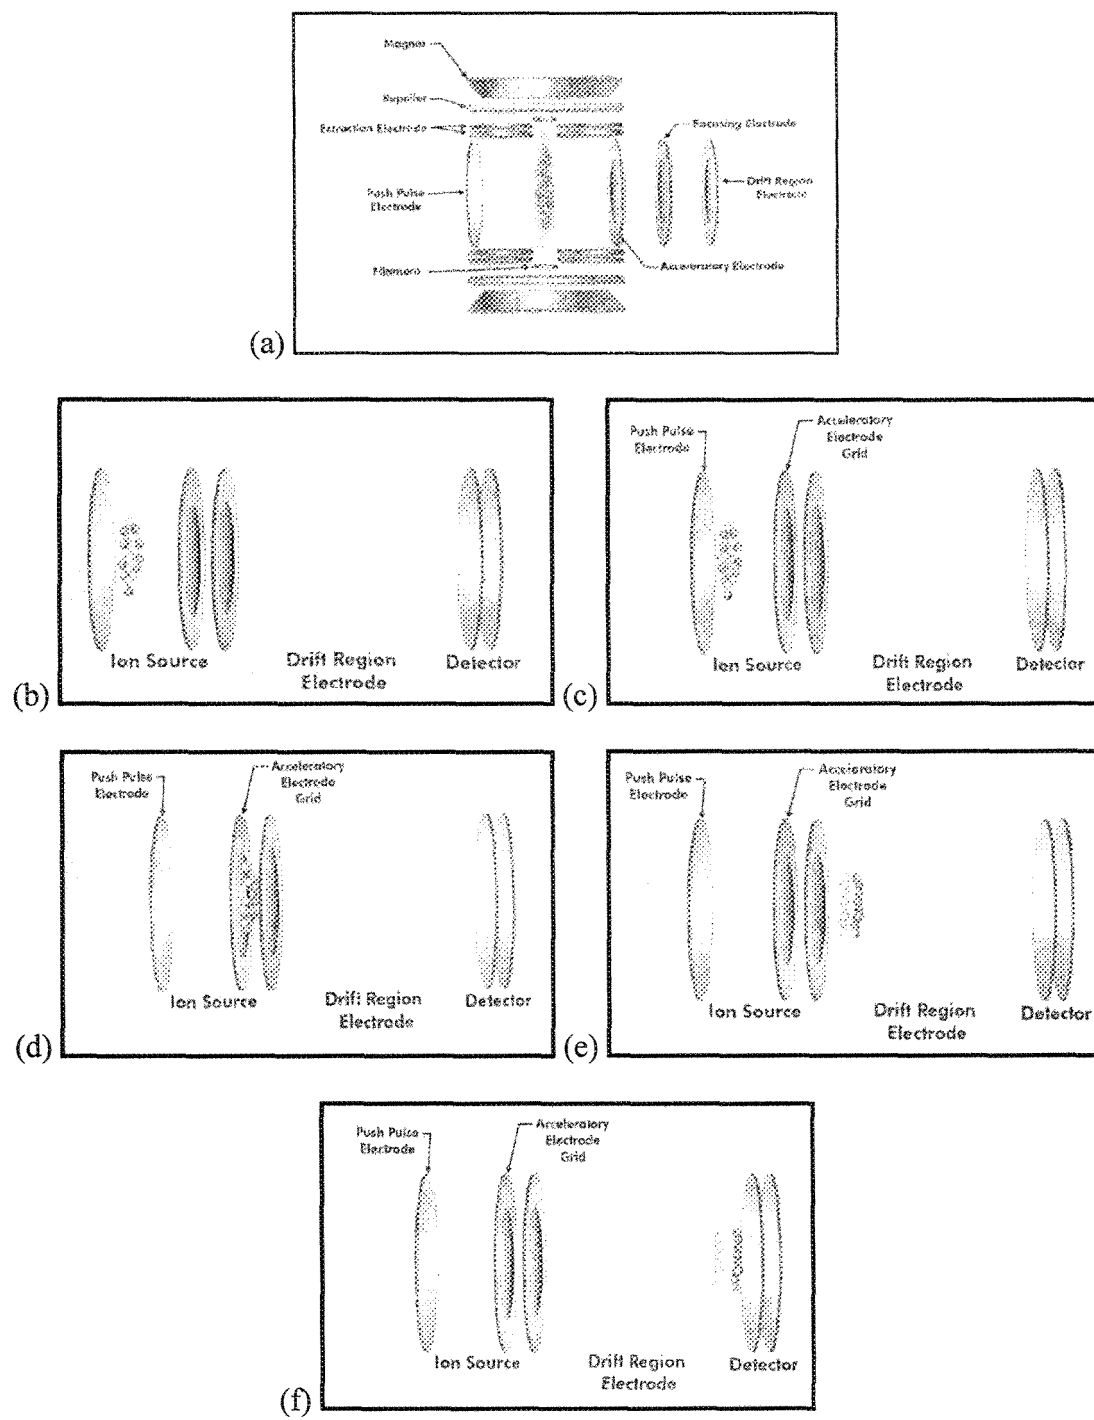 Magnet
Repeller
Extraction Electrode
Focusing Electrode
Push Pulse
Electrode
Drift Region
Electrode
Filament
Acceleratory Electrode
(a)
Ion Source
Drift Region
Electrode
Detector
(b)
Push Pulse
Electrode
Acceleratory
Electrode
Grid
Ion Source
Drift Region
Electrode
Detector
(c)
Push Pulse
Electrode
Acceleratory
Electrode
Grid
Ion Source
Drift Region
Electrode
Detector
(d)
Push Pulse
Electrode
Acceleratory
Electrode
Grid
Ion Source
Drift Region
Electrode
Detector
(e)
Push Pulse
Electrode
Acceleratory
Electrode
Grid
Ion Source
Drift Region
Electrode
Detector
(f)